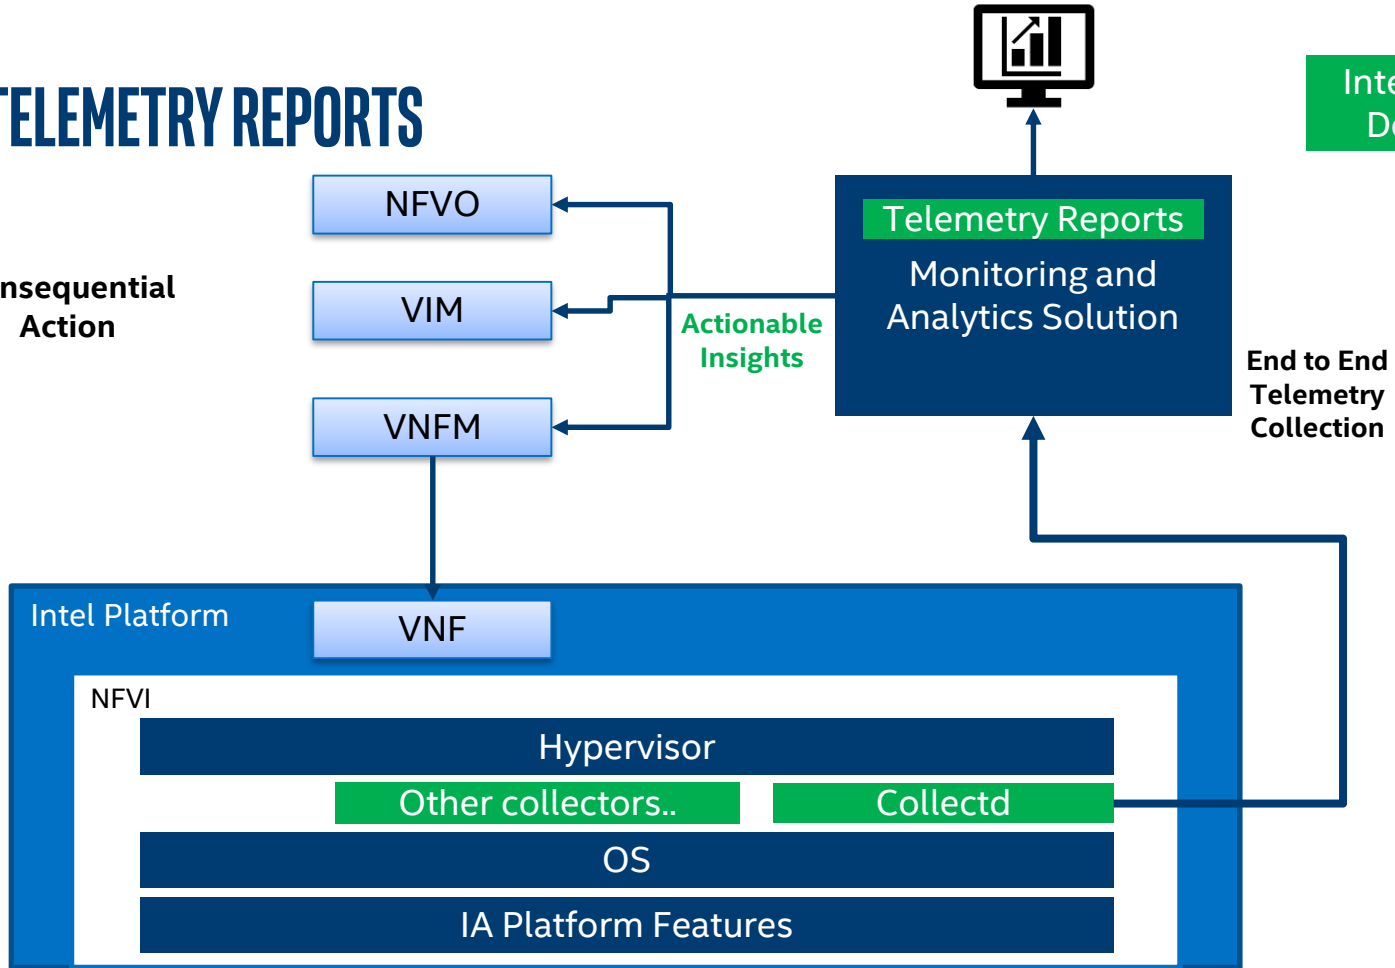 TELEMETRY REPORTS
NFVO
VIM
VNFM
nsequential
Action
Actionable
Insights
Telemetry Reports
Monitoring and
Analytics Solution
End to End
Telemetry
Collection
Intel Platform
VNF
NFVI
Hypervisor
Other collectors..
Collectd
OS
IA Platform Features